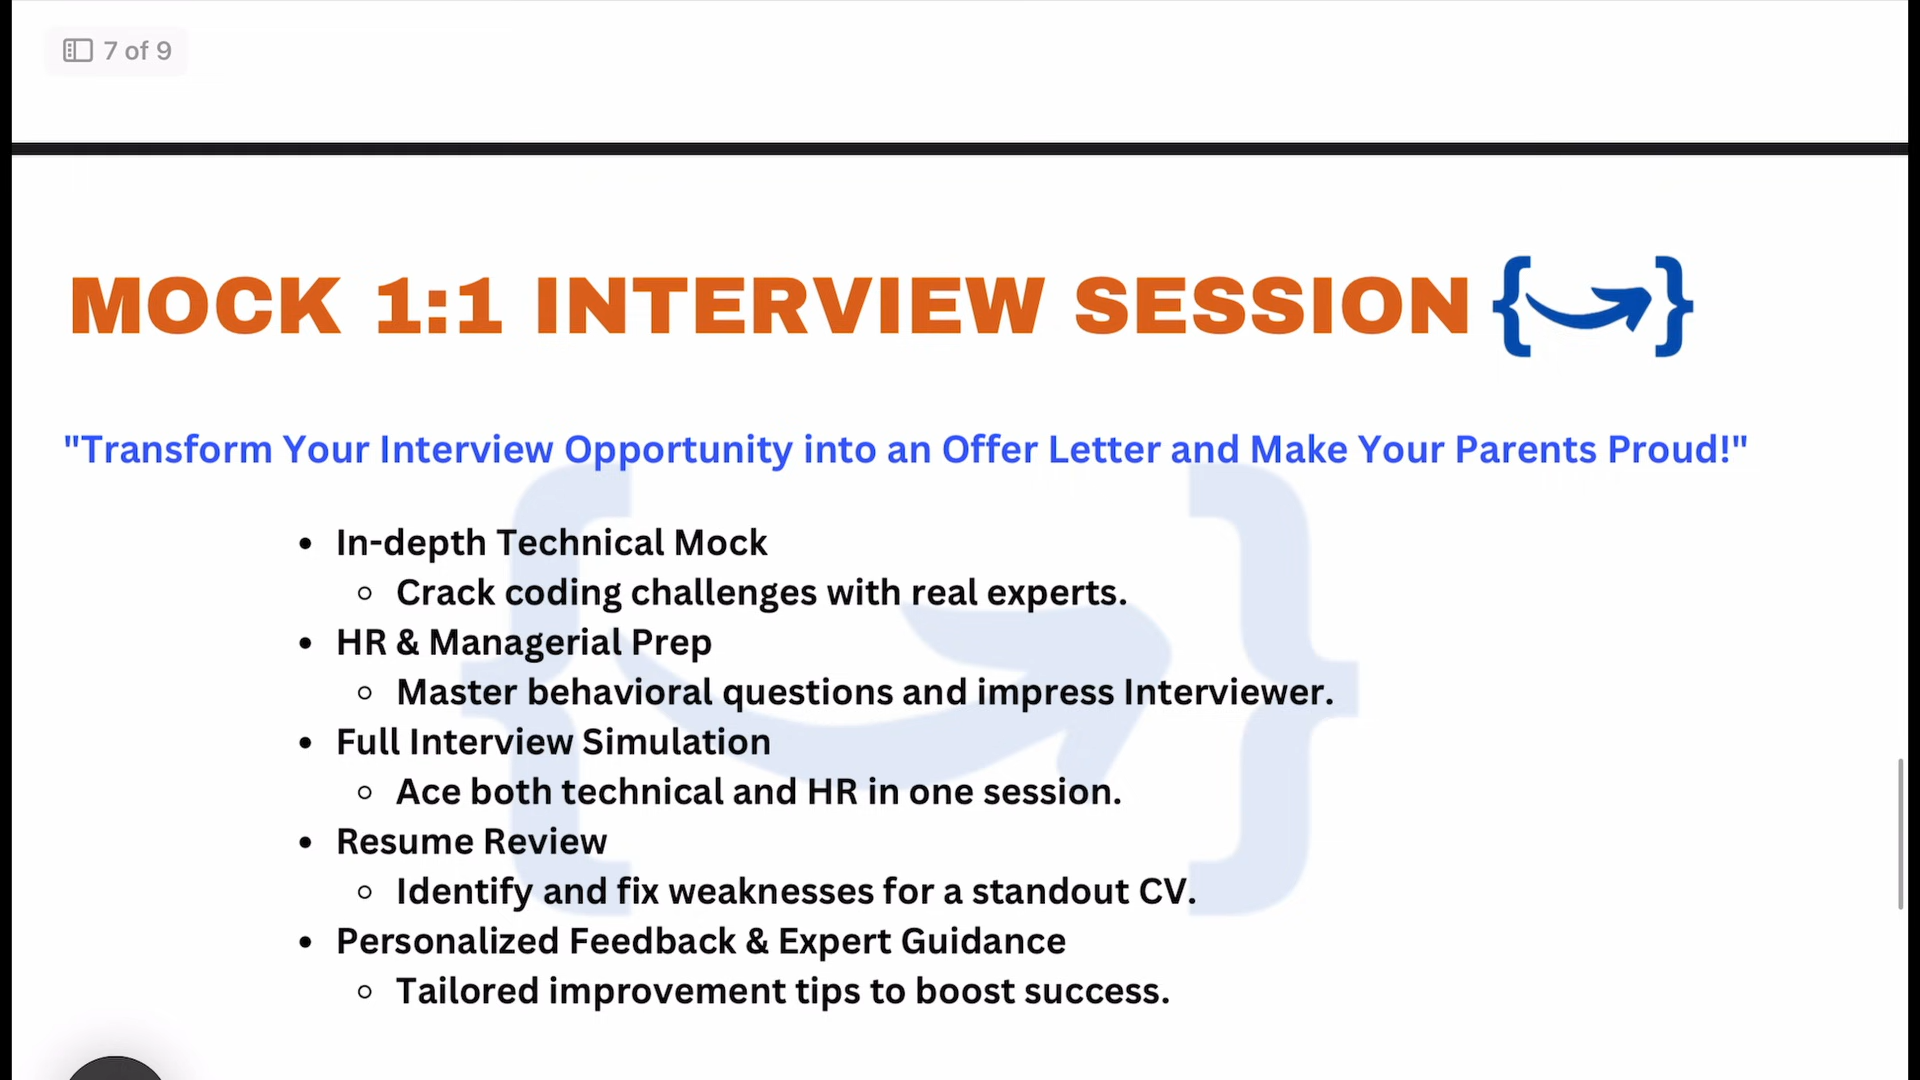 7 of 9
MOCK 1:1 INTERVIEW SESSION {}
"Transform Your Interview Opportunity into an Offer Letter and Make Your Parents Proud!"
• In-depth Technical Mock
◦ Crack coding challenges with real experts.
• HR & Managerial Prep
◦ Master behavioral questions and impress Interviewer.
• Full Interview Simulation
◦ Ace both technical and HR in one session.
• Resume Review
◦ Identify and fix weaknesses for a standout CV.
• Personalized Feedback & Expert Guidance
◦ Tailored improvement tips to boost success.